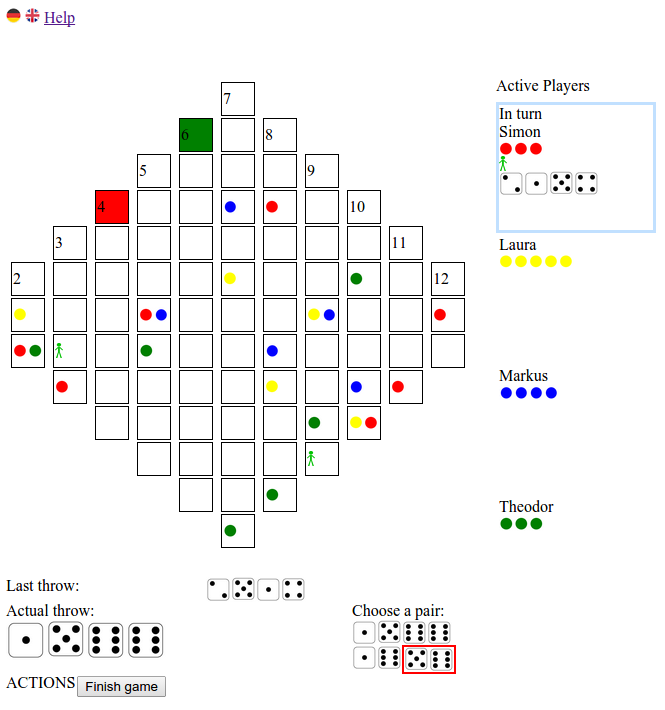 Help
7
6
8
5
9
4
10
3
11
2
12
Active Players
In turn
Simon
Laura
Markus
Theodor
Last throw:
Actual throw:
Choose a pair:
ACTIONS Finish game